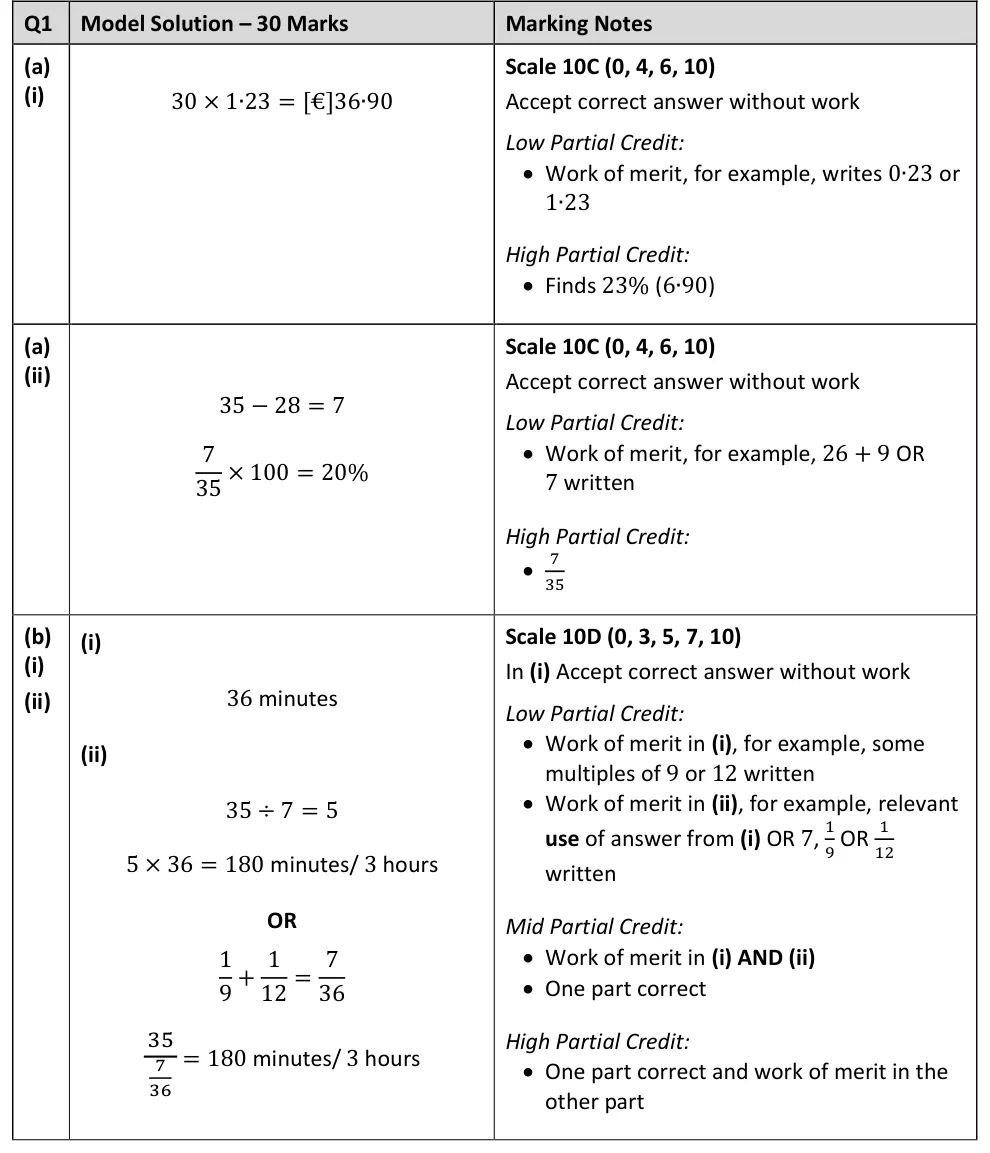 Q1 Model Solution – 30 Marks Marking Notes
(a)
(i)
30 × 1·23 = [€]36·90
Scale 10C (0, 4, 6, 10)
Accept correct answer without work
Low Partial Credit:
• Work of merit, for example, writes 0·23 or
1·23
High Partial Credit:
• Finds 23% (6·90)
(a)
(ii)
35 − 28 = 7
7/35 × 100 = 20%
Scale 10C (0, 4, 6, 10)
Accept correct answer without work
Low Partial Credit:
• Work of merit, for example, 26 + 9 OR
7 written
High Partial Credit:
• 7/35
(b)
(i)
(ii)
(i)
36 minutes
(ii)
35 ÷ 7 = 5
5 × 36 = 180 minutes/ 3 hours
OR
1/9 + 1/12 = 7/36
35/(7/36) = 180 minutes/ 3 hours
Scale 10D (0, 3, 5, 7, 10)
In (i) Accept correct answer without work
Low Partial Credit:
• Work of merit in (i), for example, some
multiples of 9 or 12 written
• Work of merit in (ii), for example, relevant
use of answer from (i) OR 7, 1/9 OR 1/12
written
Mid Partial Credit:
• Work of merit in (i) AND (ii)
• One part correct
High Partial Credit:
• One part correct and work of merit in the
other part